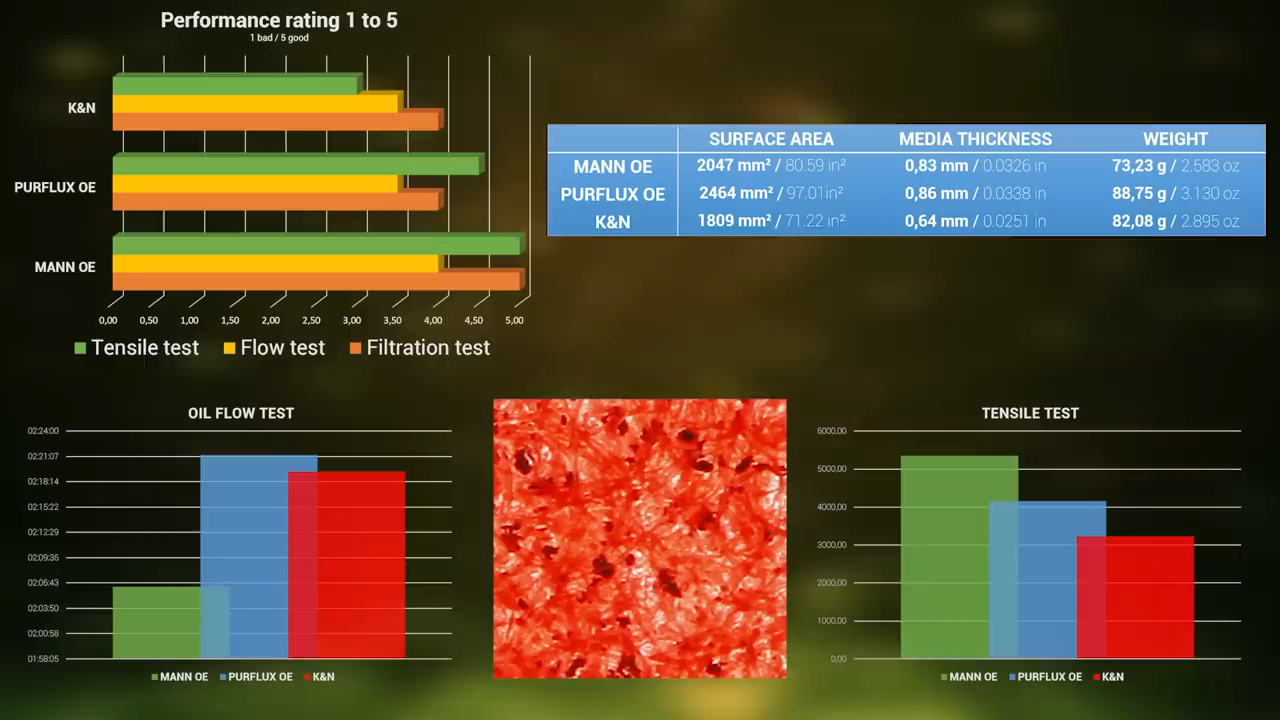 Performance rating 1 to 5
1 bad / 5 good
K&N
PURFLUX OE
MANN OE
0,00 0,50 1,00 1,50 2,00 2,50 3,00 3,50 4,00 4,50 5,00
Tensile test Flow test Filtration test
SURFACE AREA MEDIA THICKNESS WEIGHT
MANN OE 2047 mm² / 80.59 in² 0,83 mm / 0.0326 in 73,23 g / 2.583 oz
PURFLUX OE 2464 mm² / 97.01in² 0,86 mm / 0.0338 in 88,75 g / 3.130 oz
K&N 1809 mm² / 71.22 in² 0,64 mm / 0.0251 in 82,08 g / 2.895 oz
OIL FLOW TEST
02:24:00
02:21:07
02:18:14
02:15:22
02:12:29
02:09:36
02:06:43
02:03:50
02:00:58
01:58:05
MANN OE PURFLUX OE K&N
TENSILE TEST
6000,00
5000,00
4000,00
3000,00
2000,00
1000,00
0,00
MANN OE PURFLUX OE K&N